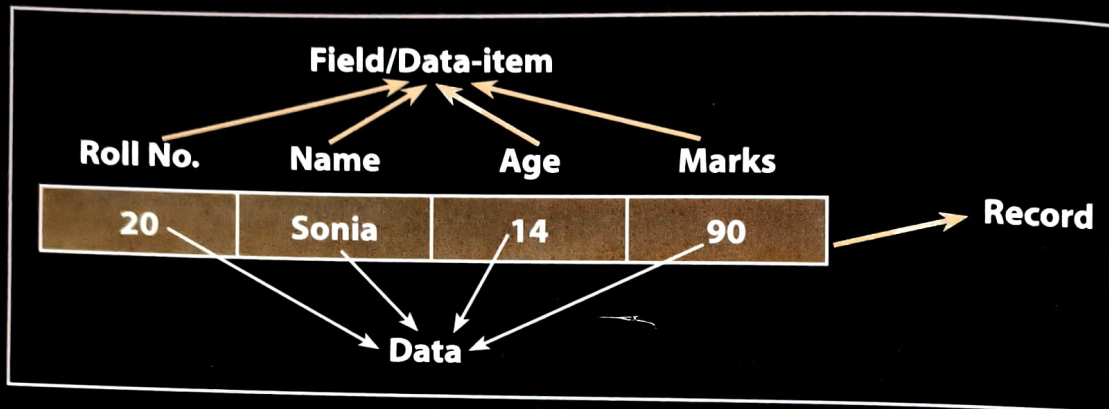 Field/Data-item
Roll No. Name Age Marks
20 Sonia 14 90
Record
Data